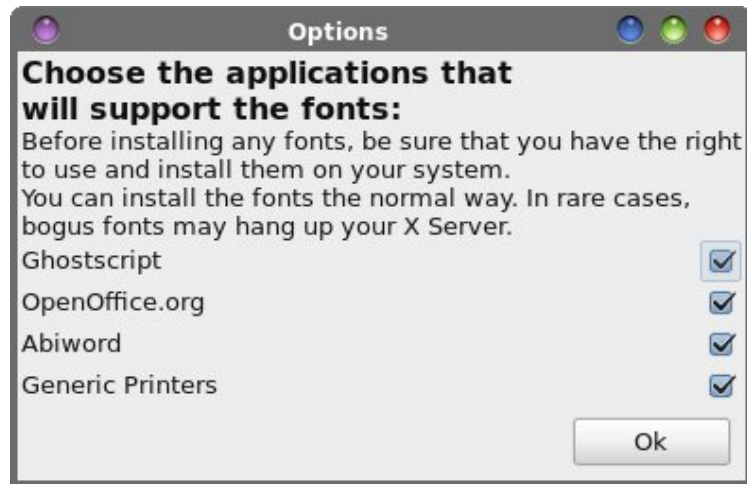 Options
Choose the applications that
will support the fonts:
Before installing any fonts, be sure that you have the right
to use and install them on your system.
You can install the fonts the normal way. In rare cases,
bogus fonts may hang up your X Server.
Ghostscript
OpenOffice.org
Abiword
Generic Printers
Ok